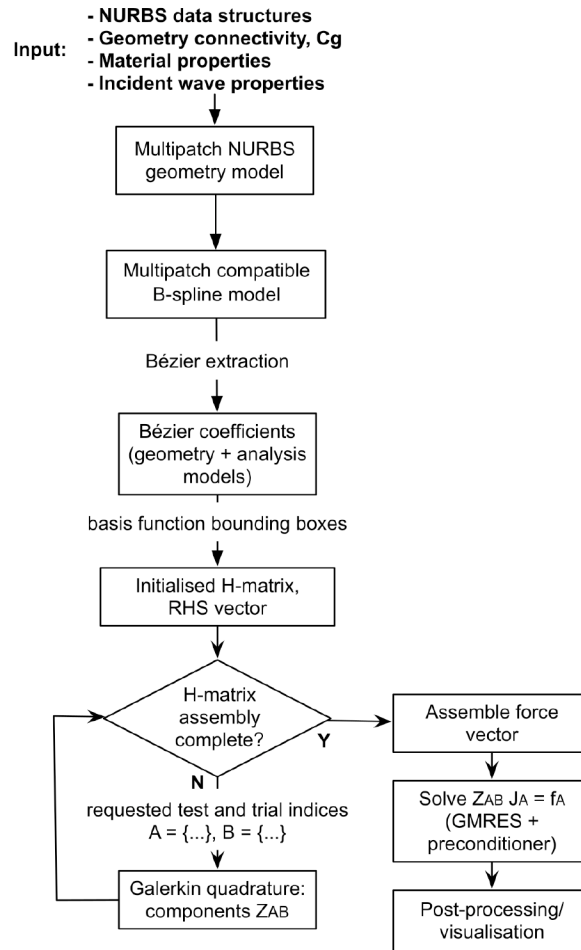 Input:
- NURBS data structures
- Geometry connectivity, Cg
- Material properties
- Incident wave properties
Multipatch NURBS
geometry model
Multipatch compatible
B-spline model
Bézier extraction
Bézier coefficients
(geometry + analysis
models)
basis function bounding boxes
Initialised H-matrix,
RHS vector
H-matrix
assembly
complete?
Y
N
requested test and trial indices
A = {...}, B = {...}
Galerkin quadrature:
components ZAB
Assemble force
vector
Solve ZAB JA = fA
(GMRES +
preconditioner)
Post-processing/
visualisation